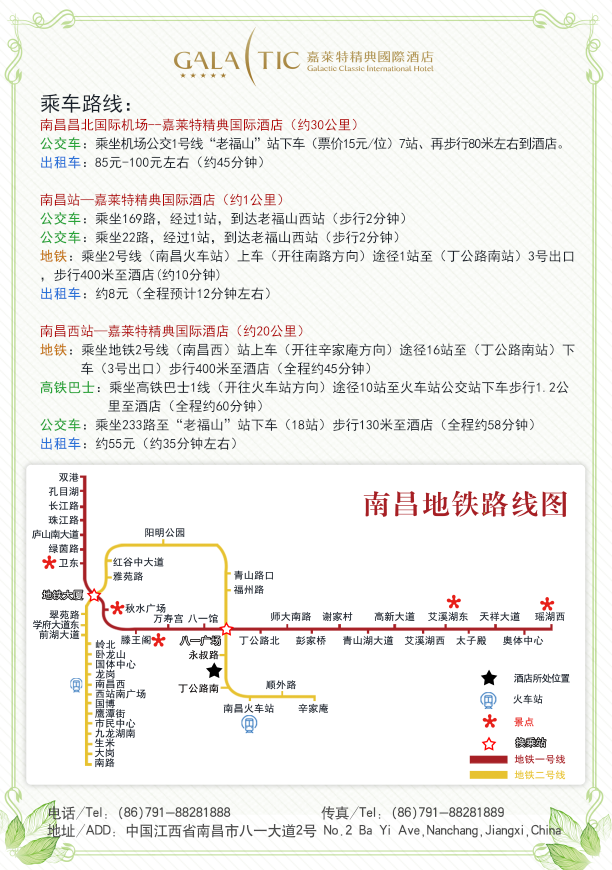 GALACTIC 嘉萊特精典國際酒店
Galactic Classic International Hotel
乘车路线：
南昌昌北国际机场--嘉莱特精典国际酒店（约30公里）
公交车：乘坐机场公交1号线“老福山”站下车（票价15元/位）7站、再步行80米左右到酒店。
出租车：85元-100元左右（约45分钟）
南昌站—嘉莱特精典国际酒店（约1公里）
公交车：乘坐169路，经过1站，到达老福山西站（步行2分钟）
公交车：乘坐22路，经过1站，到达老福山西站（步行2分钟）
地铁：乘坐2号线（南昌火车站）上车（开往南路方向）途径1站至（丁公路南站）3号出口
，步行400米至酒店(约10分钟)
出租车：约8元（全程预计12分钟左右）
南昌西站—嘉莱特精典国际酒店（约20公里）
地铁：乘坐地铁2号线（南昌西）站上车（开往辛家庵方向）途径16站至（丁公路南站）下
车（3号出口）步行400米至酒店（全程约45分钟）
高铁巴士：乘坐高铁巴士1线（开往火车站方向）途径10站至火车站公交站下车步行1.2公
里至酒店（全程约60分钟）
公交车：乘坐233路至“老福山”站下车（18站）步行130米至酒店（全程约58分钟）
出租车：约55元（约35分钟左右）
南昌地铁路线图
双港
孔目湖
长江路
珠江路
庐山南大道
绿茵路
卫东
地铁大厦
翠苑路
学府大道东
前湖大道
岭北
卧龙山
国体中心
龙岗
南昌西
西站南广场
国博
鹰潭街
市民中心
九龙湖南
生米
大岗
南路
阳明公园
红谷中大道
雅苑路
青山路口
福州路
秋水广场
万寿宫 八一馆
滕王阁
八一广场
永叔路
丁公路南
顺外路
南昌火车站
辛家庵
师大南路 谢家村 高新大道 艾溪湖东 天祥大道 瑶湖西
丁公路北 彭家桥 青山湖大道 艾溪湖西 太子殿 奥体中心
酒店所处位置
火车站
景点
换乘站
地铁一号线
地铁二号线
电话/Tel：(86)791-88281888 传真/Tel：(86)791-88281889
地址/ADD：中国江西省南昌市八一大道2号 No.2 Ba Yi Ave,Nanchang,Jiangxi,China